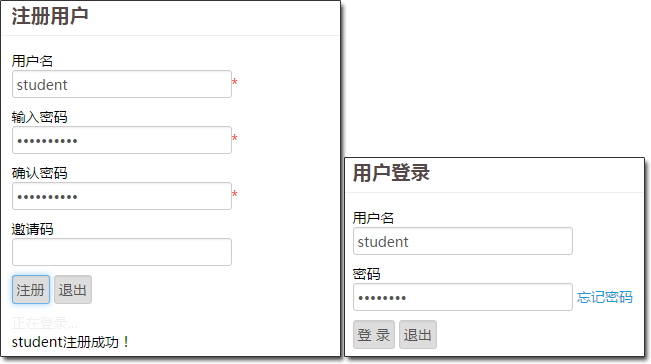 注册用户
用户名
student
*
输入密码
••••••••••
*
确认密码
••••••••••
*
邀请码
注册 退出
正在登录...
student注册成功！
用户登录
用户名
student
密码
••••••••
忘记密码
登 录 退出